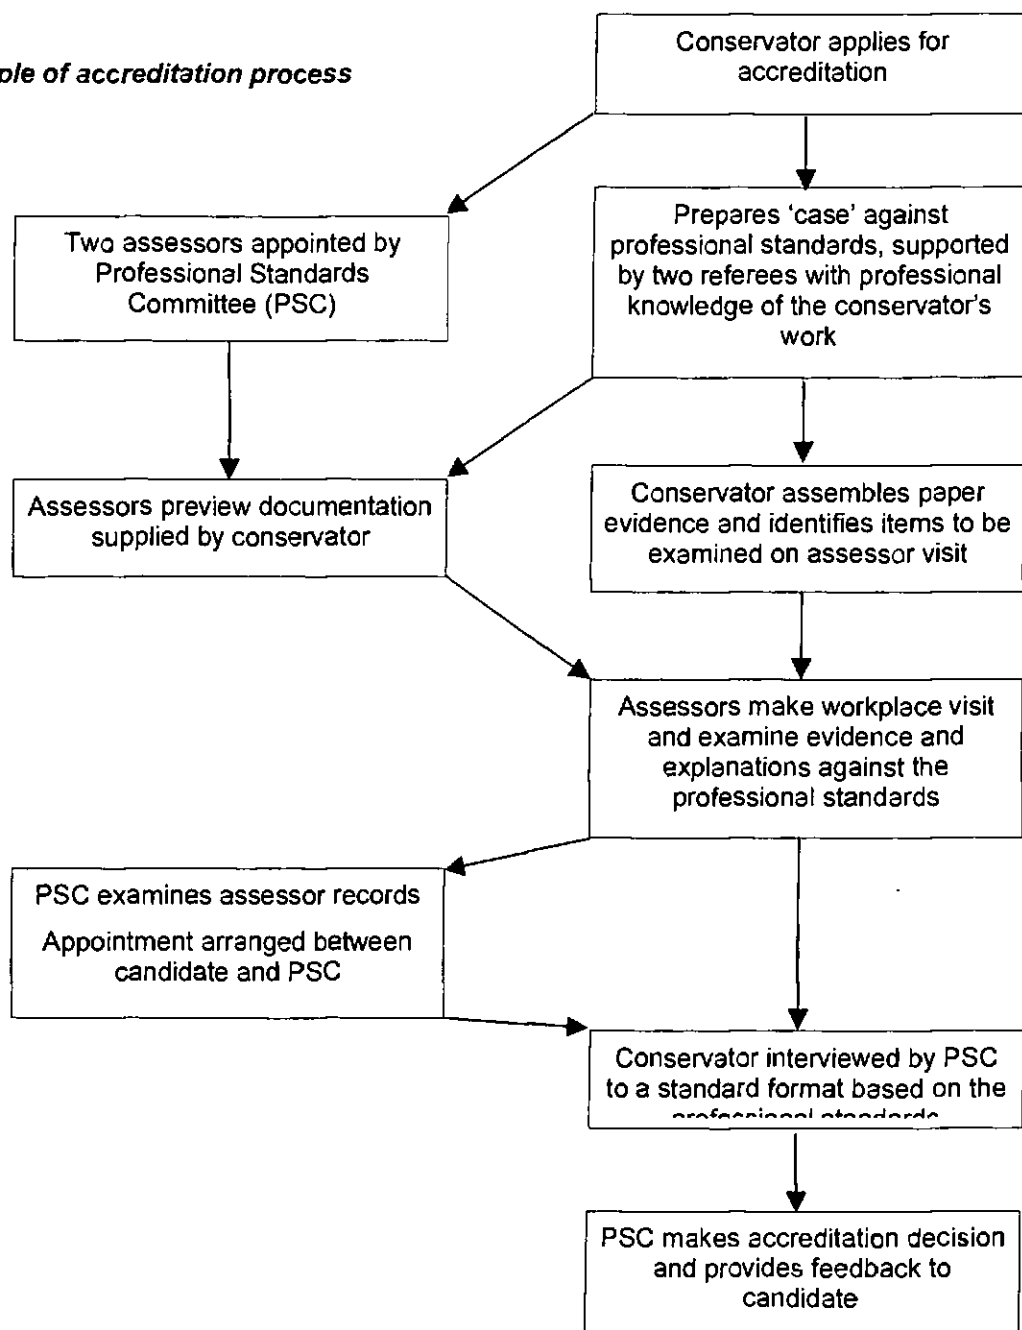 ple of accreditation process
Conservator applies for
accreditation
Two assessors appointed by
Professional Standards
Committee (PSC)
Prepares 'case' against
professional standards, supported
by two referees with professional
knowledge of the conservator's
work
Assessors preview documentation
supplied by conservator
Conservator assembles paper
evidence and identifies items to be
examined on assessor visit
Assessors make workplace visit
and examine evidence and
explanations against the
professional standards
PSC examines assessor records
Appointment arranged between
candidate and PSC
Conservator interviewed by PSC
to a standard format based on the
professional standards
PSC makes accreditation decision
and provides feedback to
candidate